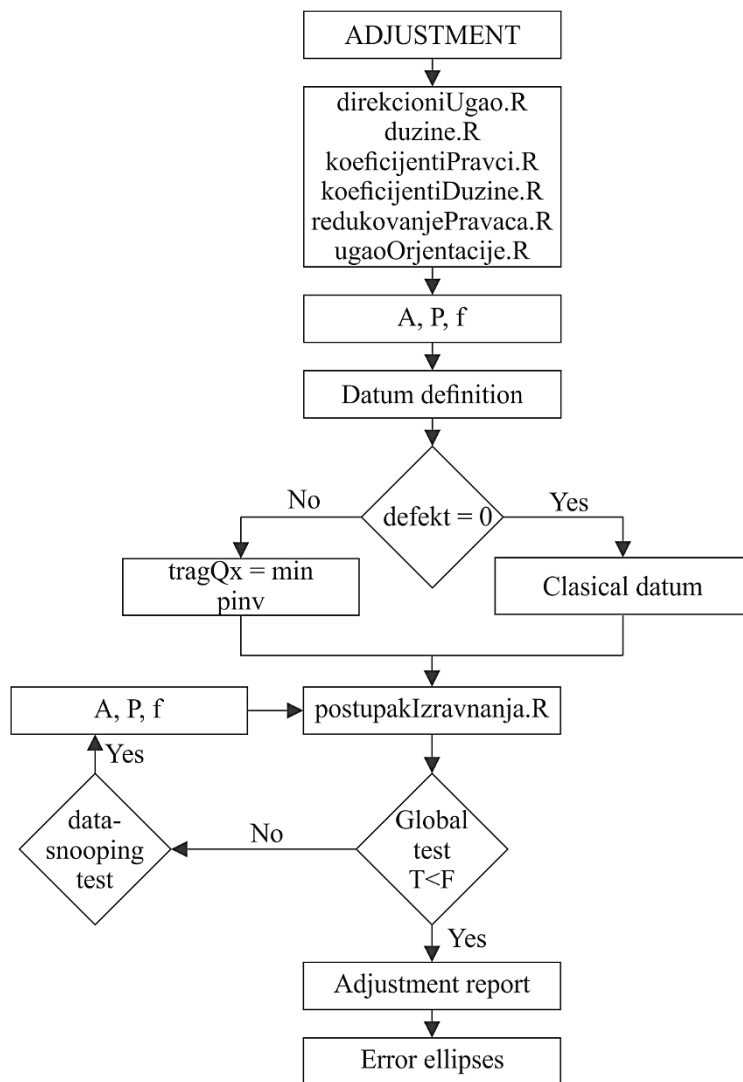 ADJUSTMENT
direkcioniUgao.R
duzine.R
koeficijentiPravci.R
koeficijentiDuzine.R
redukovanjePravaca.R
ugaoOrjentacije.R
A, P, f
Datum definition
No
defekt = 0
Yes
tragQx = min
pinv
Clasical datum
A, P, f
postupakIzravnanja.R
Yes
data-
snooping
test
No
Global
test
T<F
Yes
Adjustment report
Error ellipses